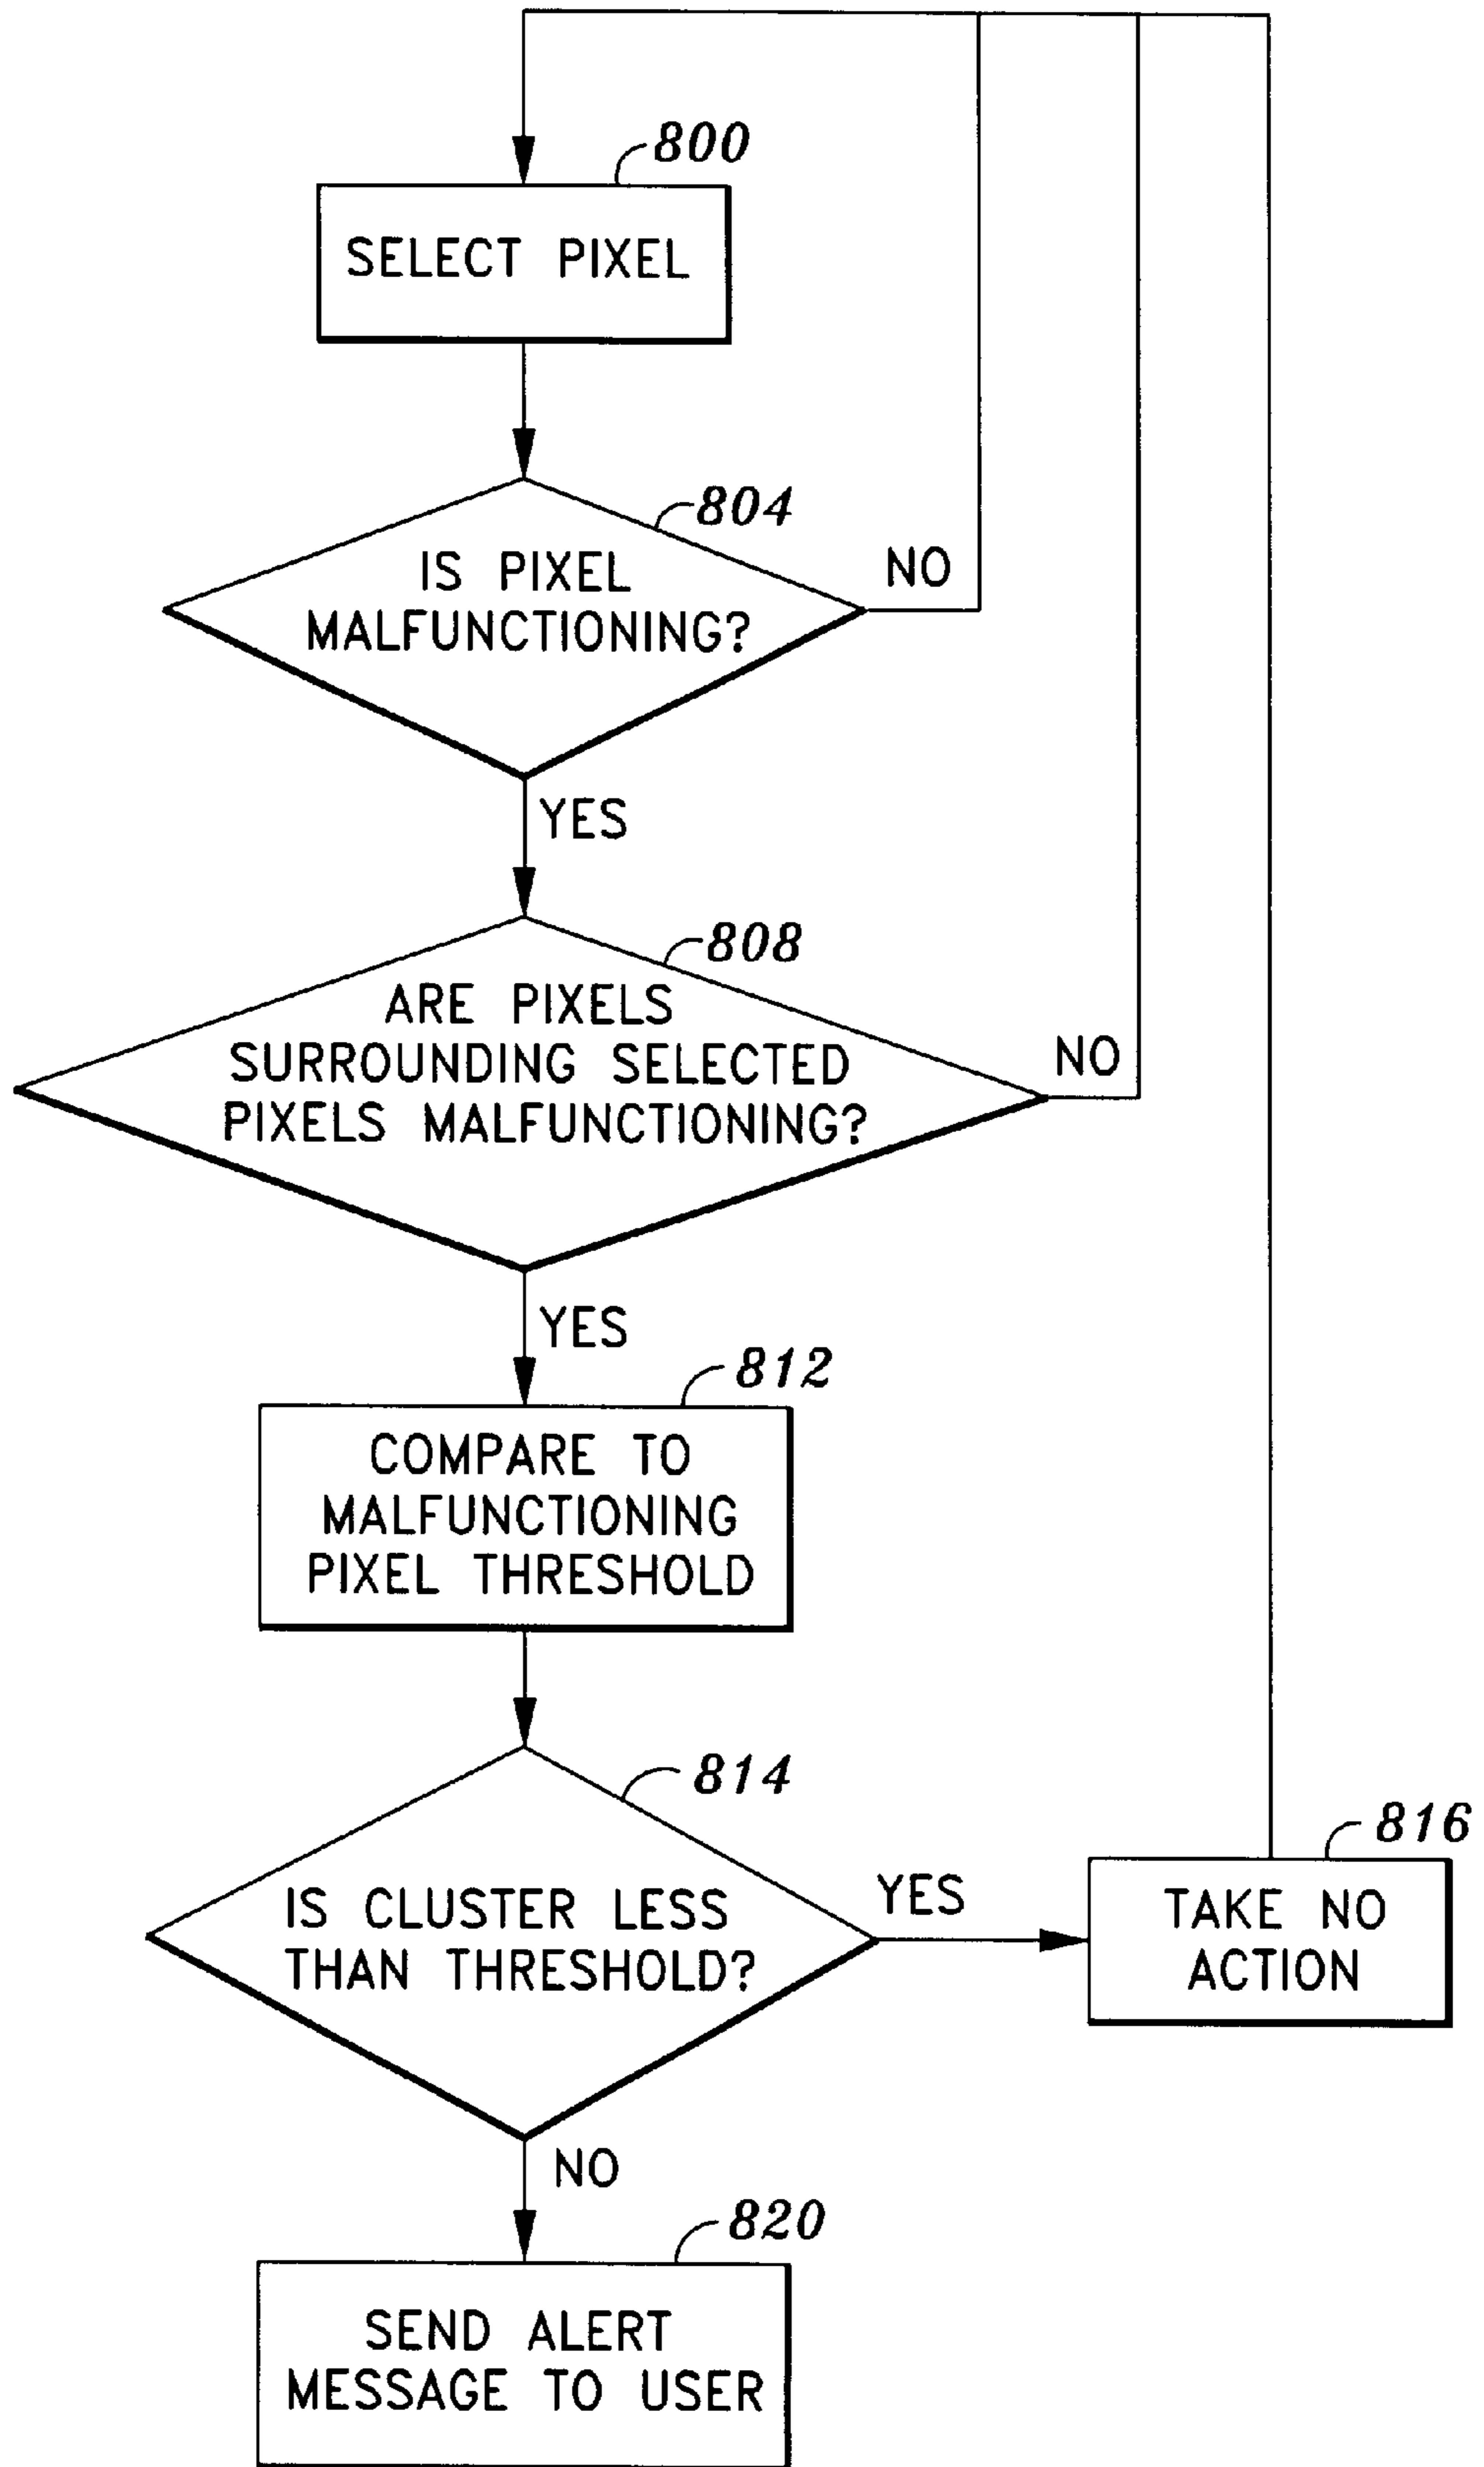 800
SELECT PIXEL
804
IS PIXEL
MALFUNCTIONING?
NO
YES
808
ARE PIXELS
SURROUNDING SELECTED
PIXELS MALFUNCTIONING?
NO
YES
812
COMPARE TO
MALFUNCTIONING
PIXEL THRESHOLD
814
IS CLUSTER LESS
THAN THRESHOLD?
YES
816
TAKE NO
ACTION
NO
820
SEND ALERT
MESSAGE TO USER